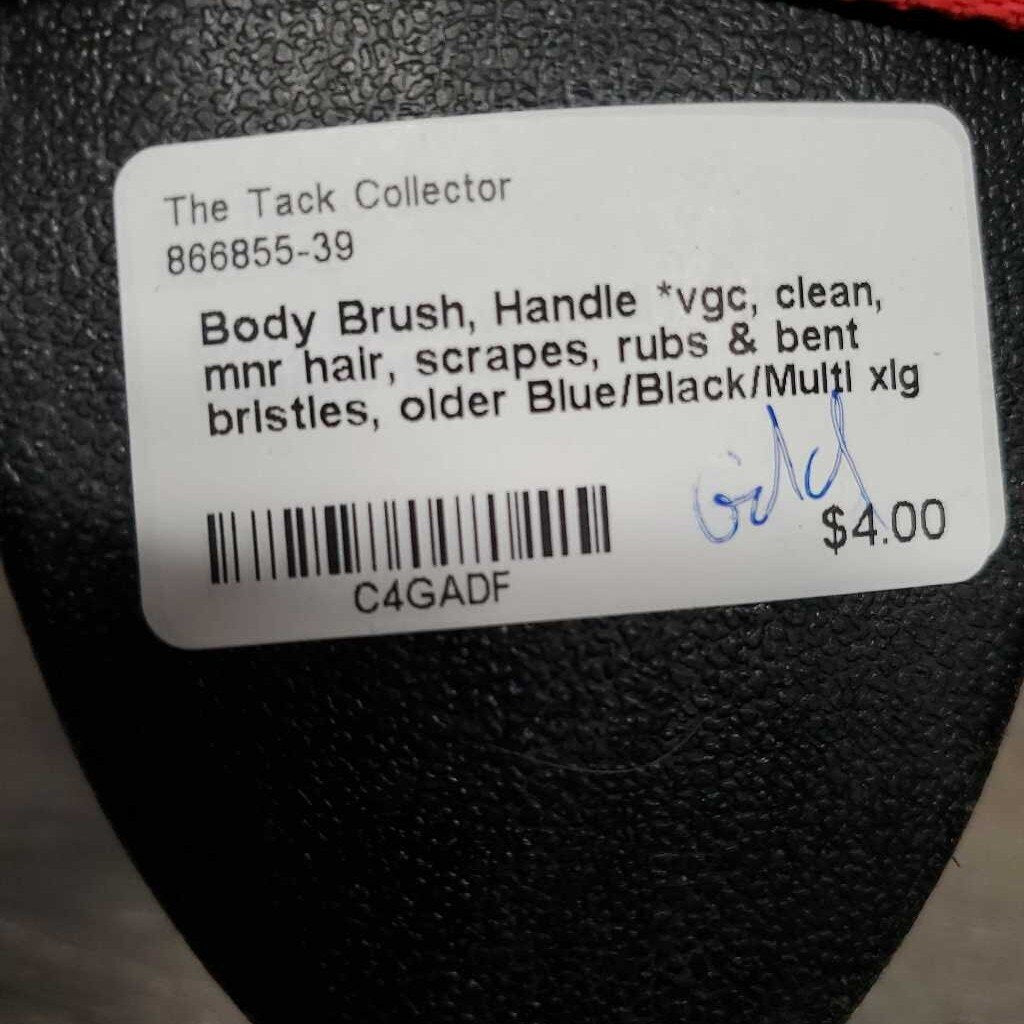 The Tack Collector
866855-39
Body Brush, Handle *vgc, clean,
mnr hair, scrapes, rubs & bent
bristles, older Blue/Black/Multi xlg
$4.00
C4GADF